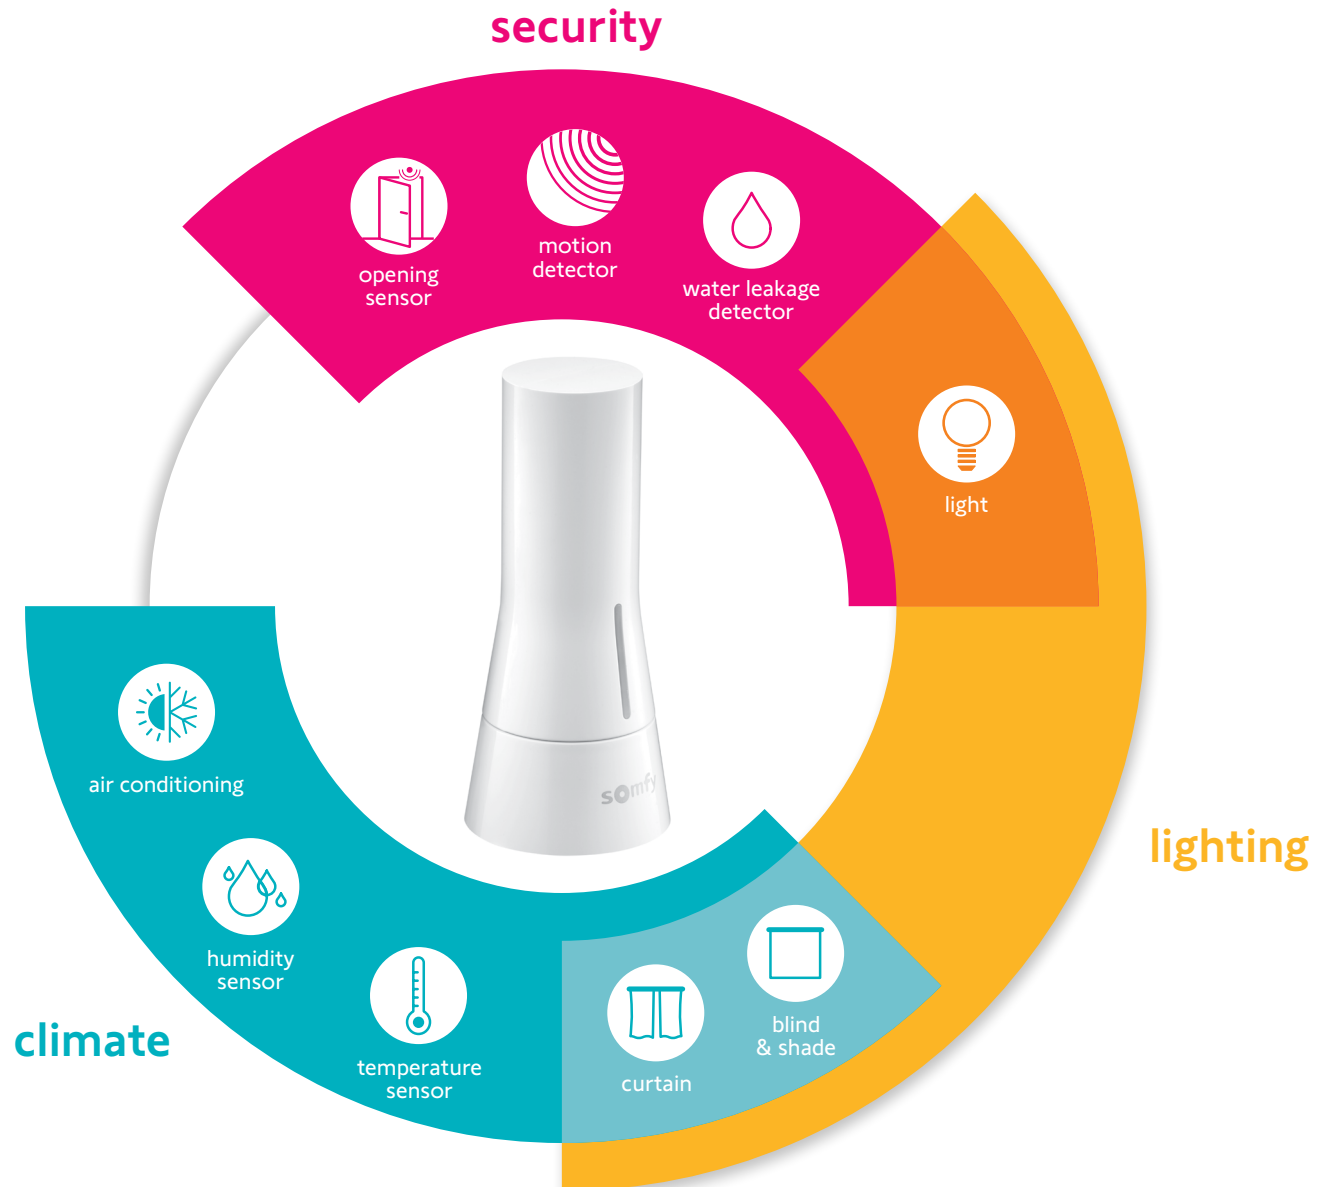 security
opening
sensor
motion
detector
water leakage
detector
light
air conditioning
somfy
humidity
sensor
lighting
climate
temperature
sensor
curtain
blind
& shade